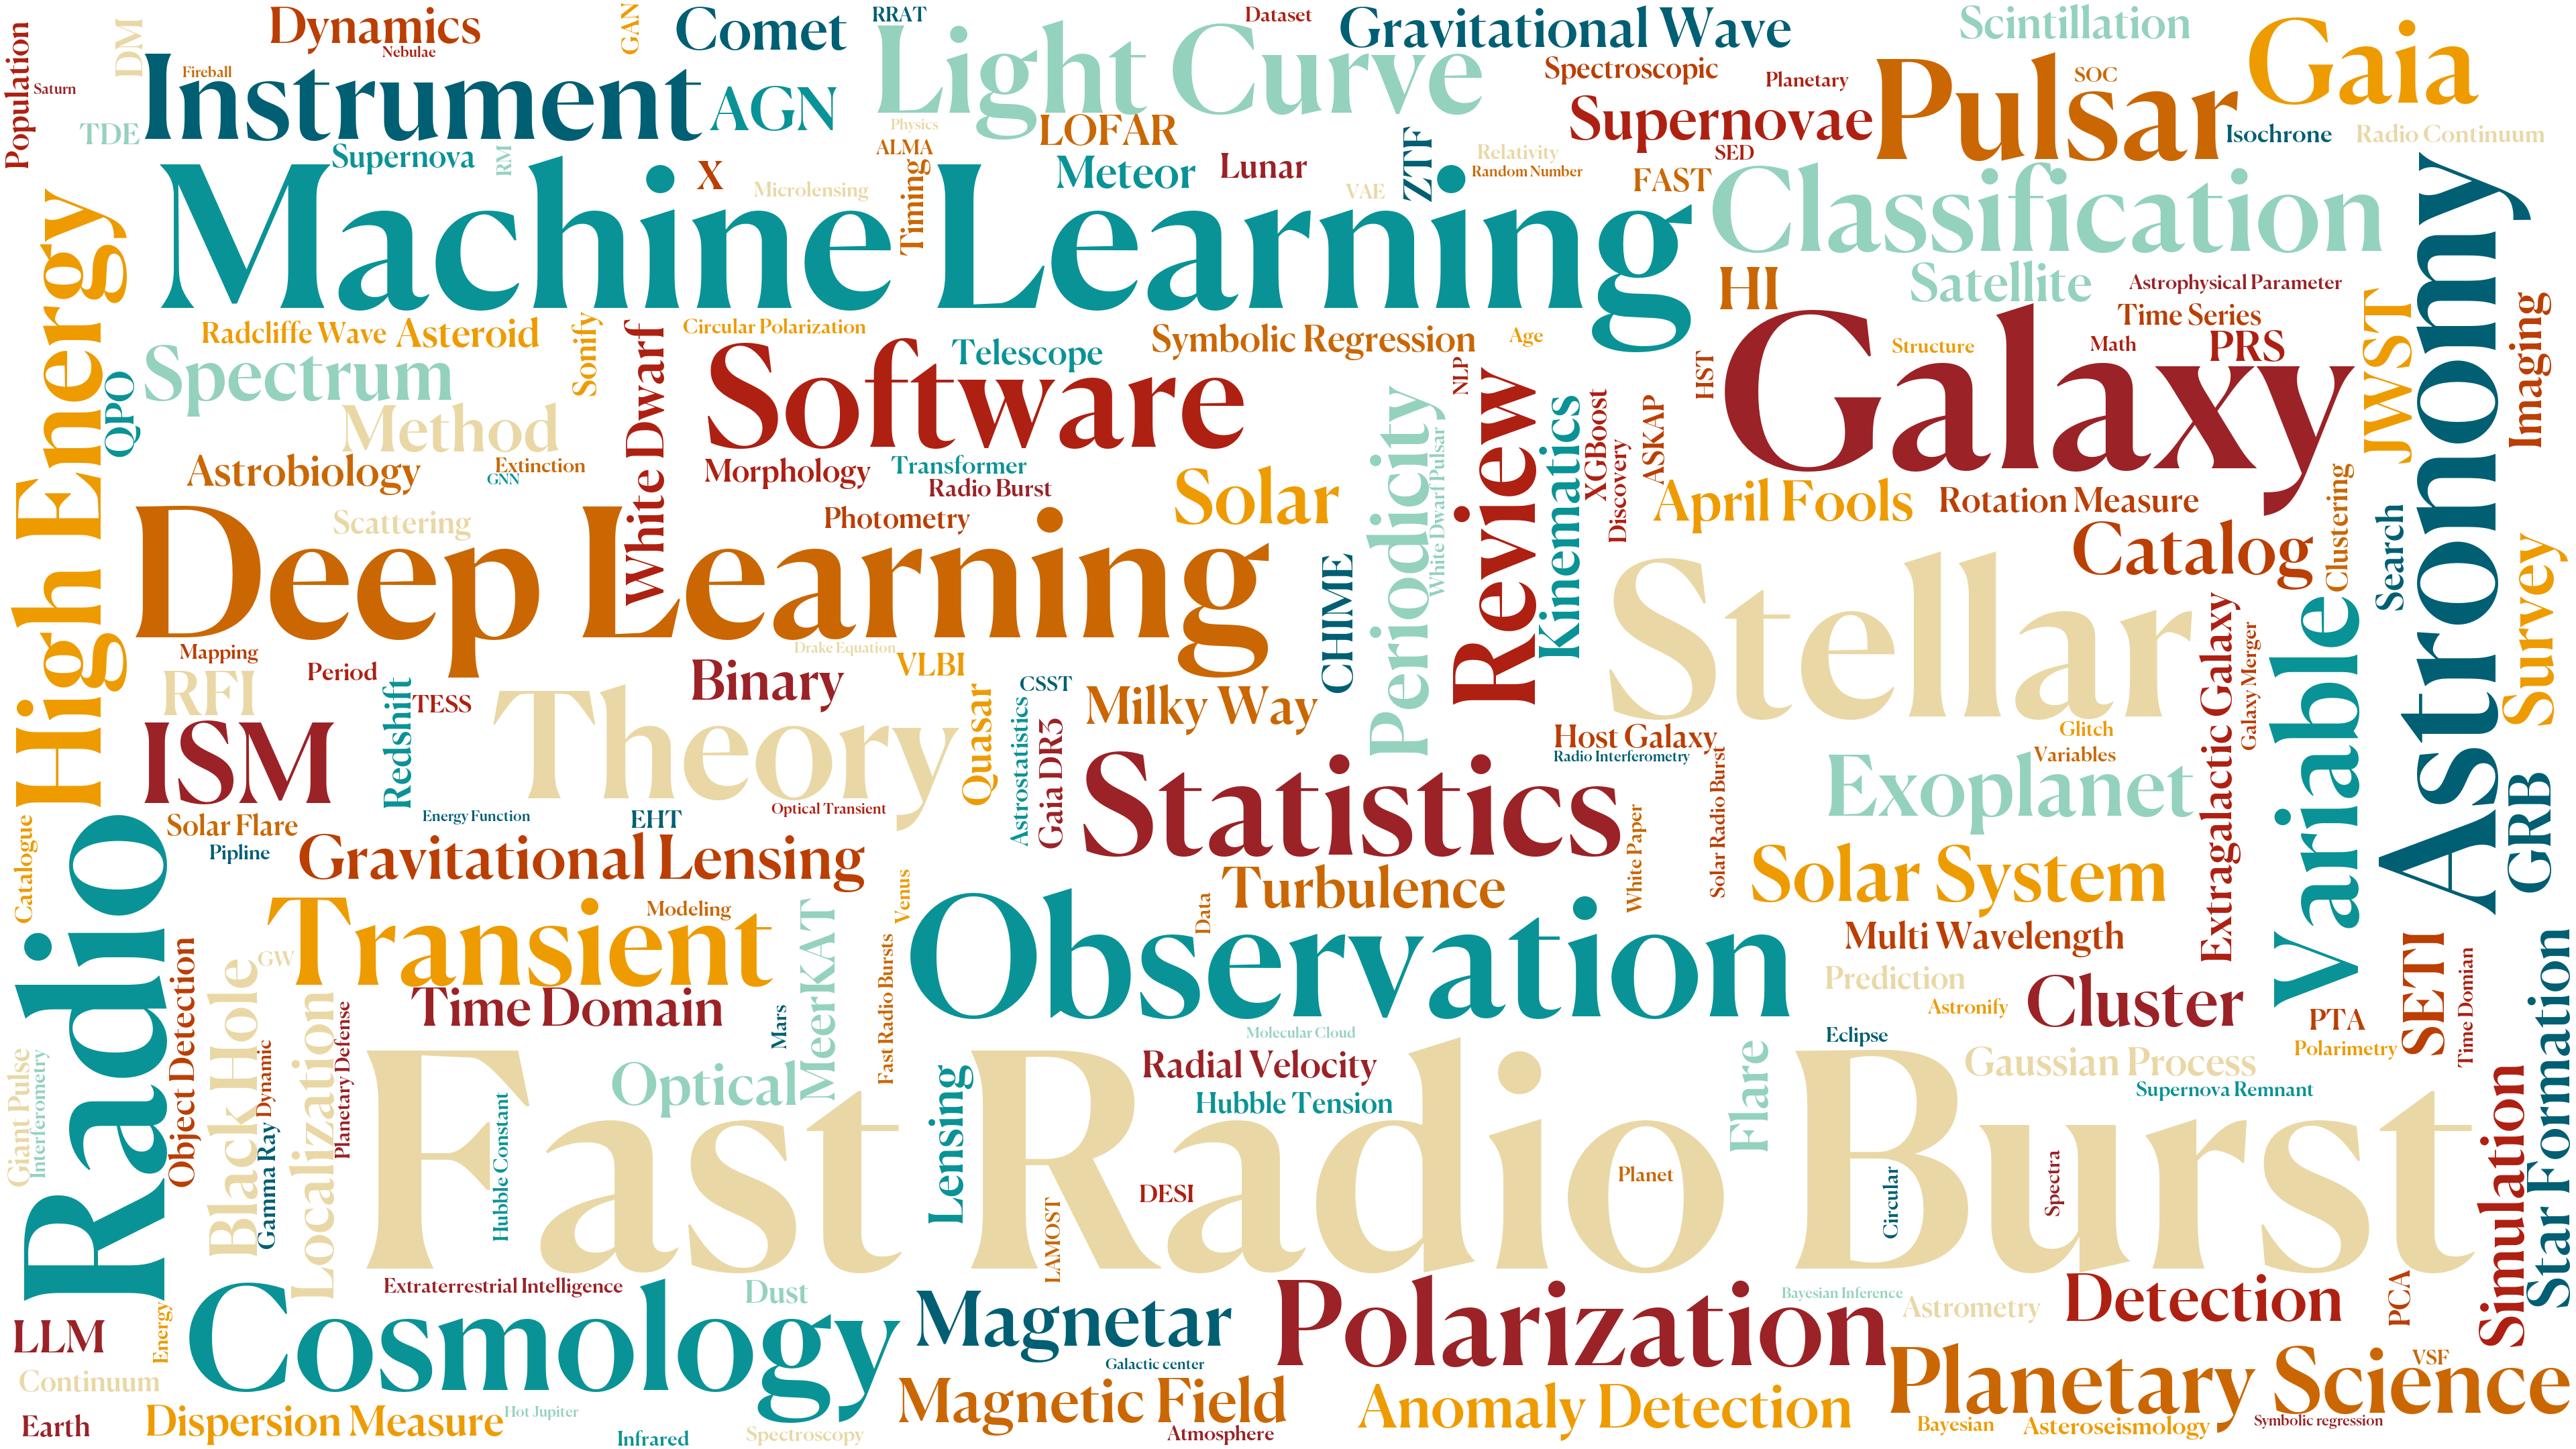 Population
Saturn
DM
TDE
Fireball
Dynamics
Nebulae
Instrument
GAN
Comet
AGN
RRAT
Light Curve
Physics
ALMA
Dataset
LOFAR
Gravitational Wave
Spectroscopic
Planetary
Supernovae
Scintillation
SOC
Pulsar
Gaia
Isochrone
Radio Continuum
Supernova
RM
X
Microlensing
Timing
Meteor
Lunar
VAE
ZTF
Relativity
Random Number
SED
FAST
Machine Learning
Classification
HI
Satellite
Astrophysical Parameter
Time Series
High Energy
QPO
Radcliffe Wave
Asteroid
Sonify
White Dwarf
Circular Polarization
Telescope
Symbolic Regression
Age
Spectrum
Method
Software
NLP
HST
Galaxy
Structure
Math
PRS
JWST
Astronomy
Imaging
Astrobiology
Extinction
GNN
Morphology
Transformer
Radio Burst
Solar
Periodicity
White Dwarf Pulsar
Review
Kinematics
XGBoost
Discovery
ASKAP
April Fools
Rotation Measure
Clustering
Search
Scattering
Photometry
Deep Learning
CHIME
Catalog
Stellar
Survey
Mapping
RFI
Period
Redshift
TESS
Drake Equation
Binary
VLBI
CSST
Milky Way
Quasar
Astrostatistics
Gaia DR3
Theory
ISM
Host Galaxy
Radio Interferometry
Solar Radio Burst
Glitch
Variables
Extragalactic Galaxy
Galaxy Merger
Variable
GRB
Energy Function
EHT
Optical Transient
Statistics
Exoplanet
Catalogue
Solar Flare
Pipline
Gravitational Lensing
White Paper
Turbulence
Solar System
Radio
Transient
Modeling
Venus
Data
Observation
Multi Wavelength
Object Detection
GW
Black Hole
Gamma Ray Dynamic
Localization
Planetary Defense
Time Domain
Mars
MeerKAT
Fast Radio Bursts
Prediction
Astronify
Cluster
PTA
Polarimetry
SETI
Time Domian
Star Formation
Molecular Cloud
Eclipse
Giant Pulse
Interferometry
Optical
Lensing
Radial Velocity
Hubble Tension
Flare
Gaussian Process
Supernova Remnant
Simulation
Hubble Constant
Fast Radio Burst
LAMOST
DESI
Planet
Circular
Spectra
Extraterrestrial Intelligence
Dust
Bayesian Inference
Astrometry
Detection
PCA
LLM
Energy
Cosmology
Magnetar
Galactic center
Polarization
Continuum
Earth
Dispersion Measure
Hot Jupiter
Infrared
Spectroscopy
Magnetic Field
Atmosphere
Anomaly Detection
Planetary Science
VSF
Bayesian
Asteroseismology
Symbolic regression